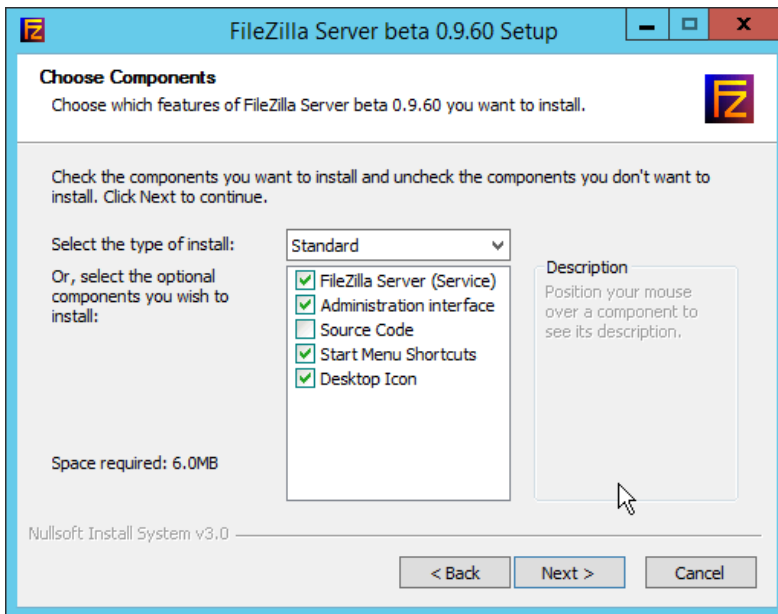 FileZilla Server beta 0.9.60 Setup
Choose Components
Choose which features of FileZilla Server beta 0.9.60 you want to install.
Check the components you want to install and uncheck the components you don't want to
install. Click Next to continue.
Select the type of install:
Standard
Or, select the optional
components you wish to
install:
FileZilla Server (Service)
Administration interface
Source Code
Start Menu Shortcuts
Desktop Icon
Description
Position your mouse
over a component to
see its description.
Space required: 6.0MB
Nullsoft Install System v3.0
< Back
Next >
Cancel